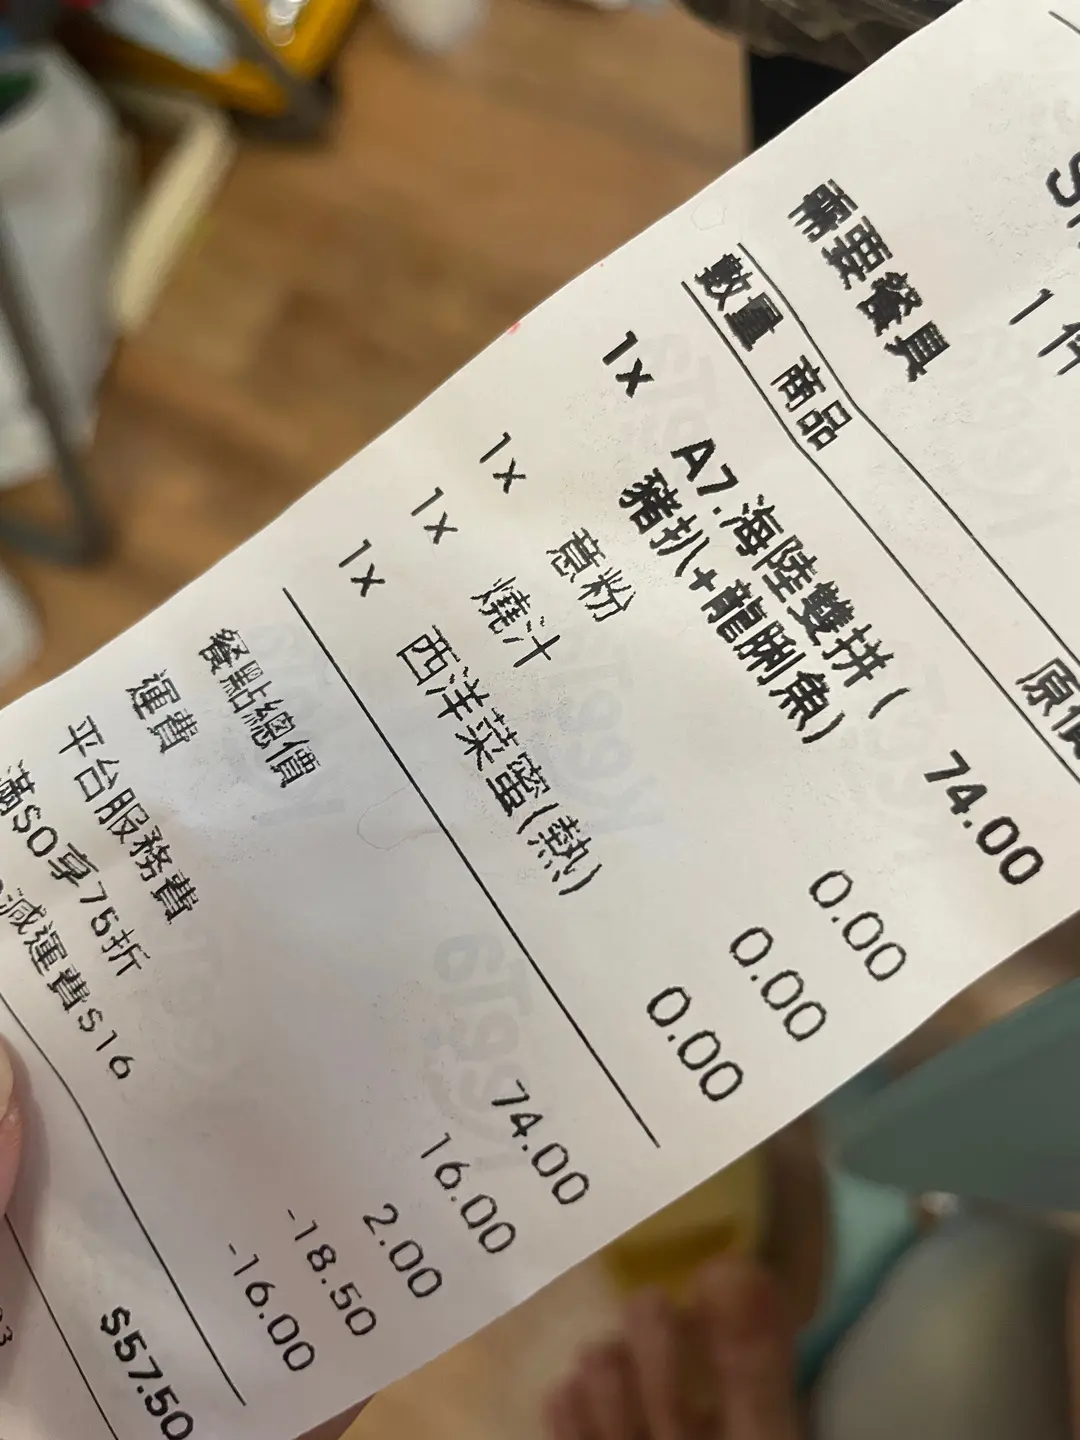 1件
需要餐具
數量 商品 原價
1x A7.海陸雙拼( 74.00
豬扒+龍脷魚)
1x 薏粉 0.00
1x 燒汁 0.00
1x 西洋菜蜜(熱) 0.00
餐點總價 74.00
運費 16.00
平台服務費 2.00
滿$0享75折 -18.50
減運費$16 -16.00
$57.50